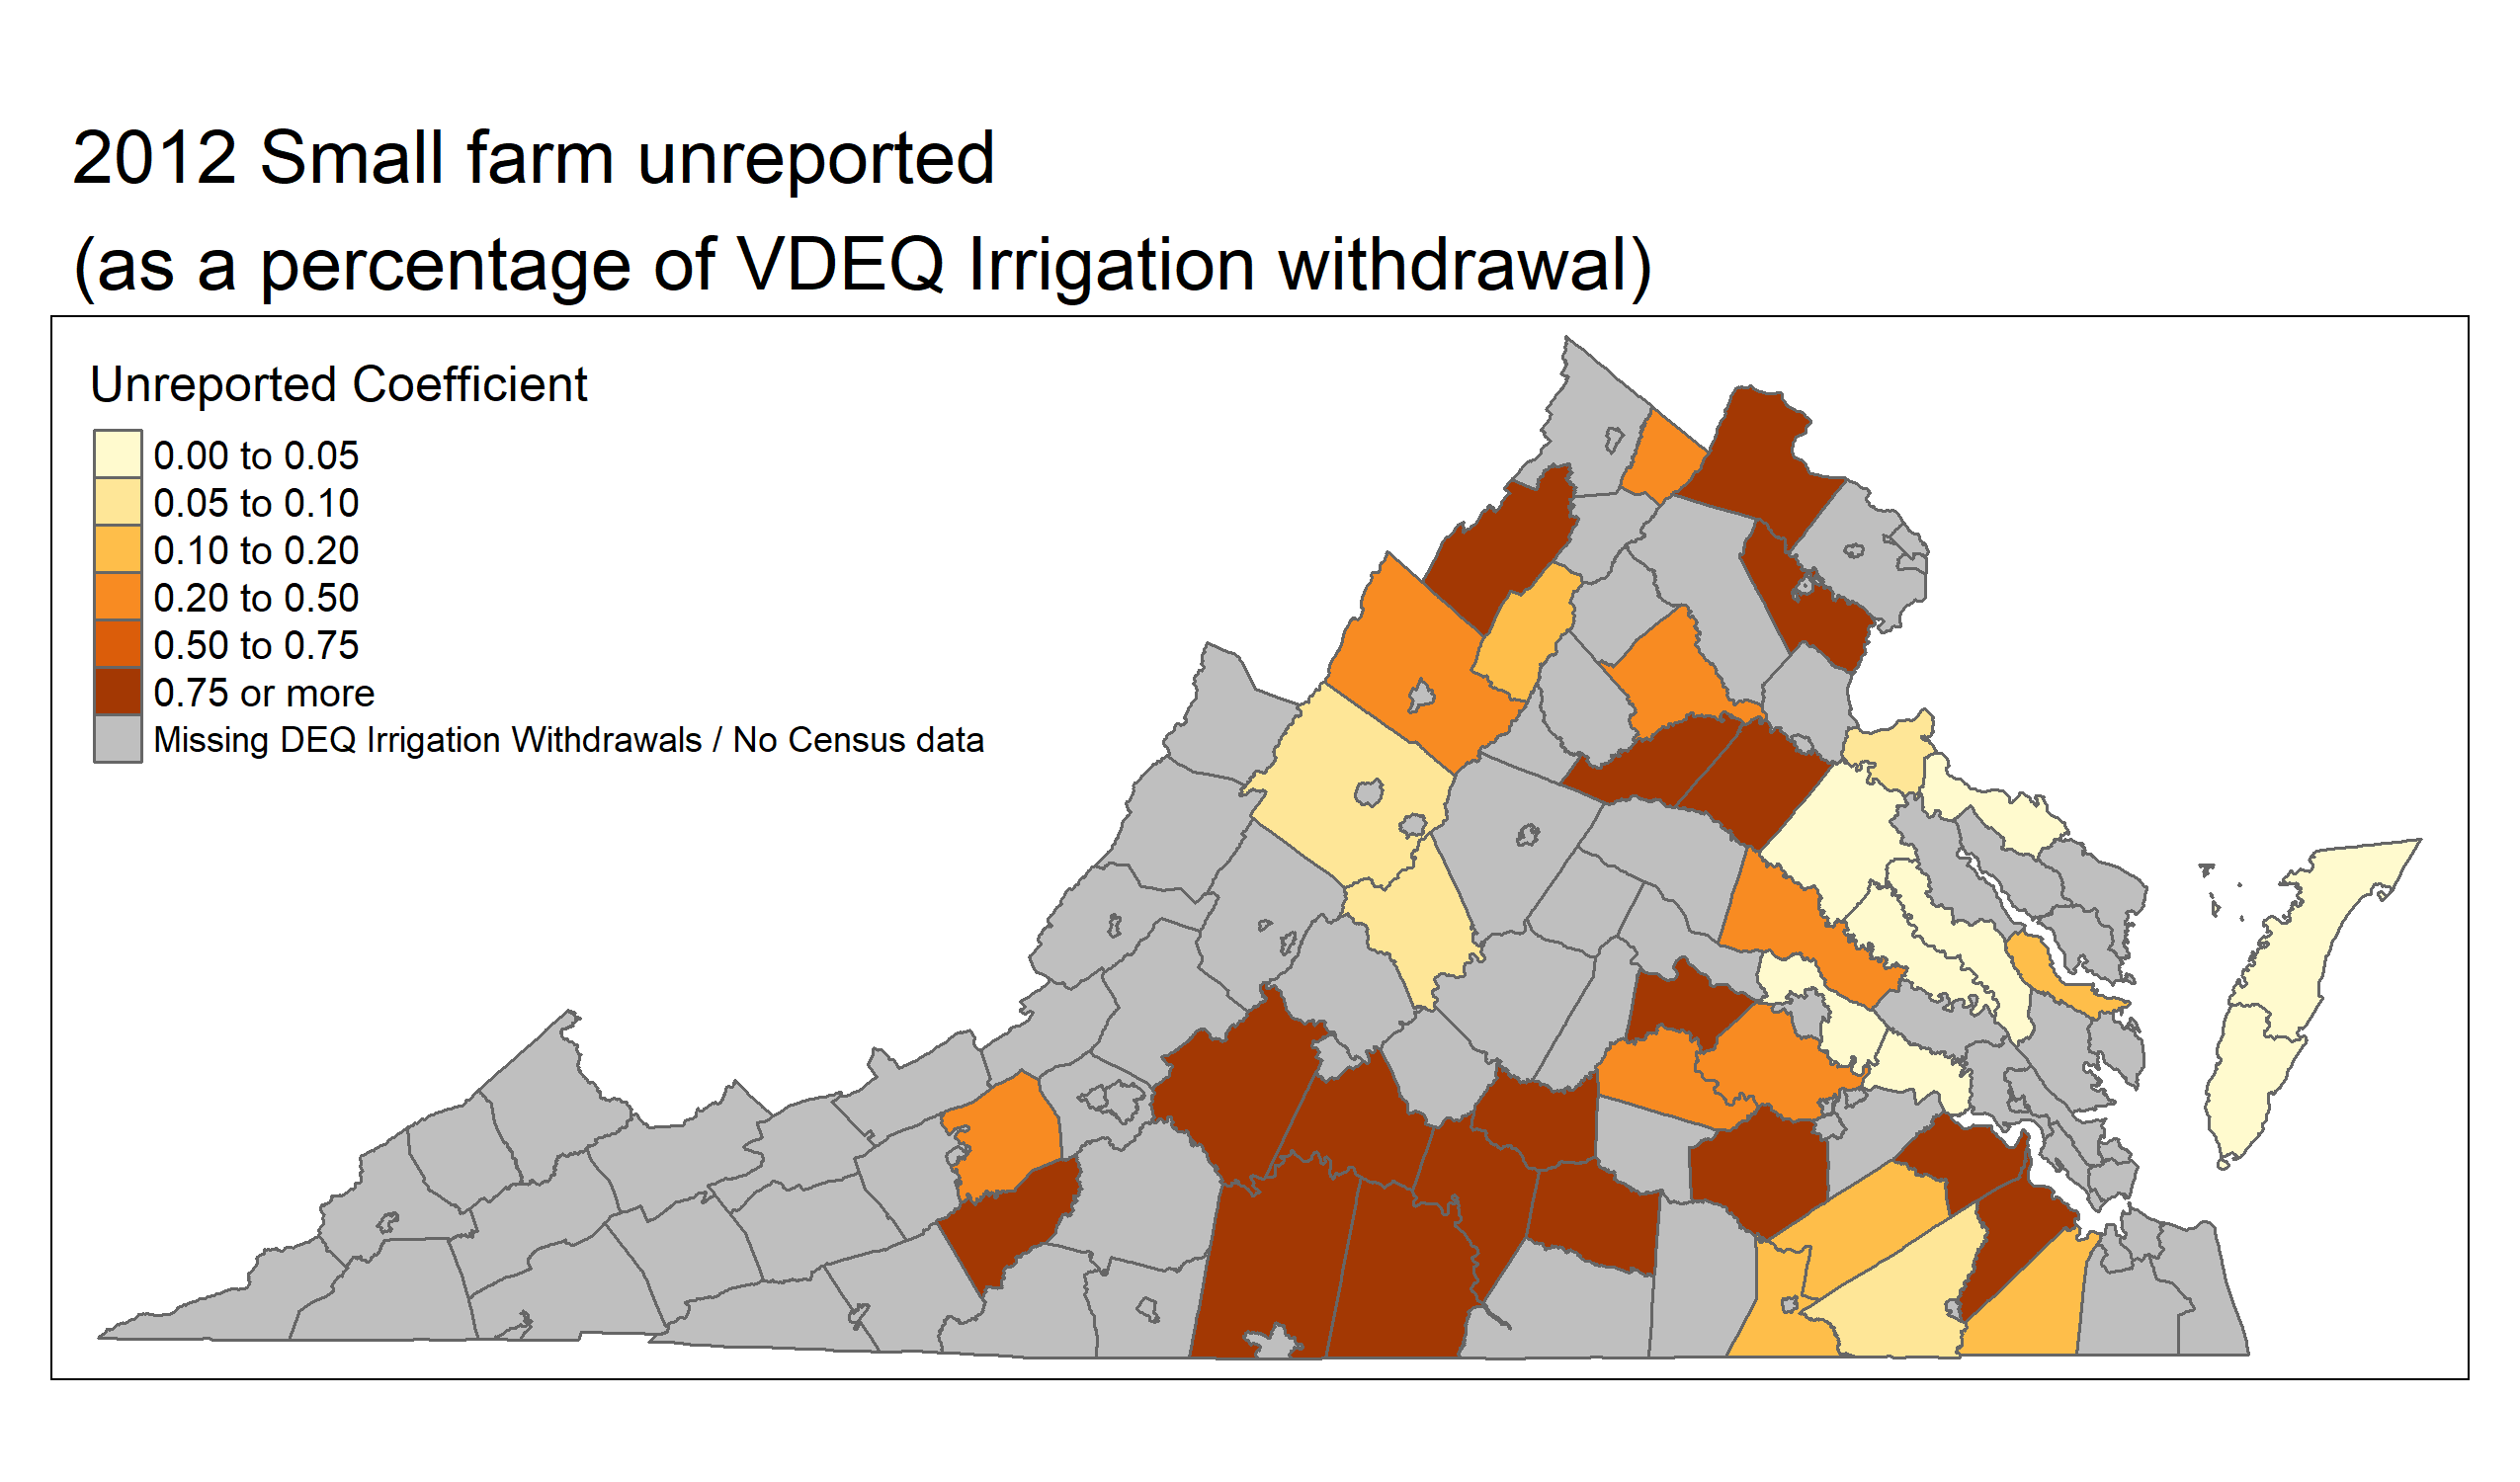 2012 Small farm unreported
(as a percentage of VDEQ Irrigation withdrawal)
Unreported Coefficient
0.00 to 0.05
0.05 to 0.10
0.10 to 0.20
0.20 to 0.50
0.50 to 0.75
0.75 or more
Missing DEQ Irrigation Withdrawals / No Census data